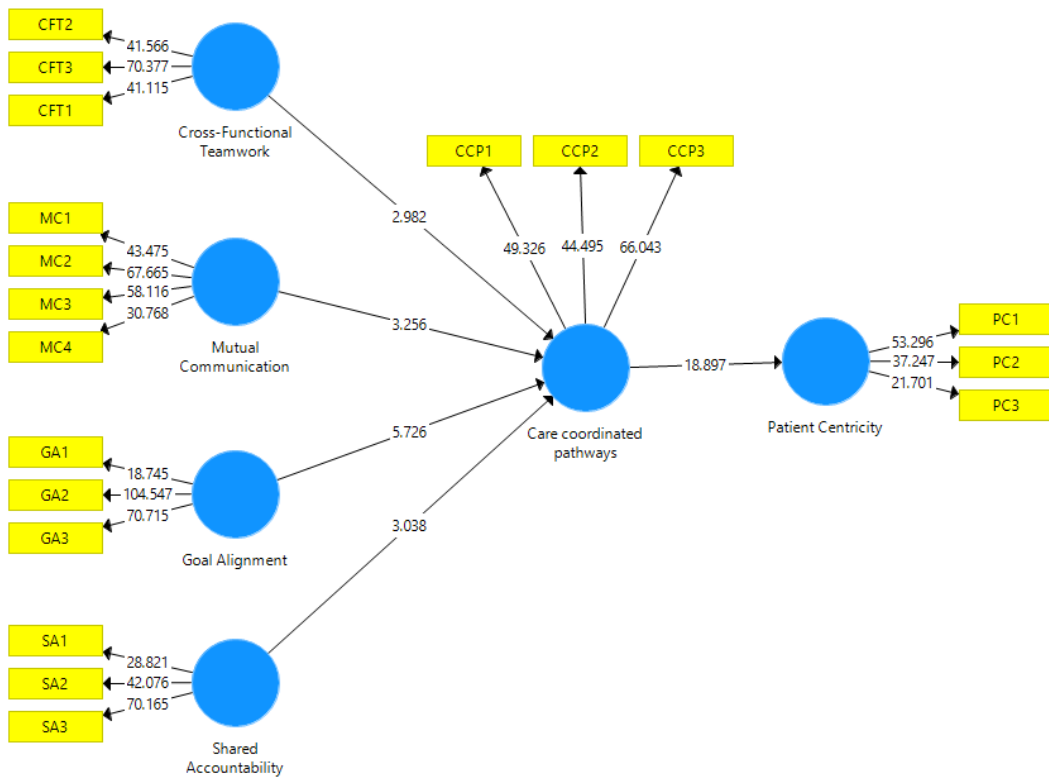 CFT2
CFT3
CFT1
41.566
70.377
41.115
Cross-Functional
Teamwork
2.982
CCP1
CCP2
CCP3
49.326
44.495
66.043
MC1
MC2
MC3
MC4
43.475
67.665
58.116
30.768
Mutual
Communication
3.256
Care coordinated
pathways
18.897
Patient Centricity
53.296
37.247
21.701
PC1
PC2
PC3
GA1
GA2
GA3
18.745
104.547
70.715
Goal Alignment
5.726
SA1
SA2
SA3
28.821
42.076
70.165
Shared
Accountability
3.038